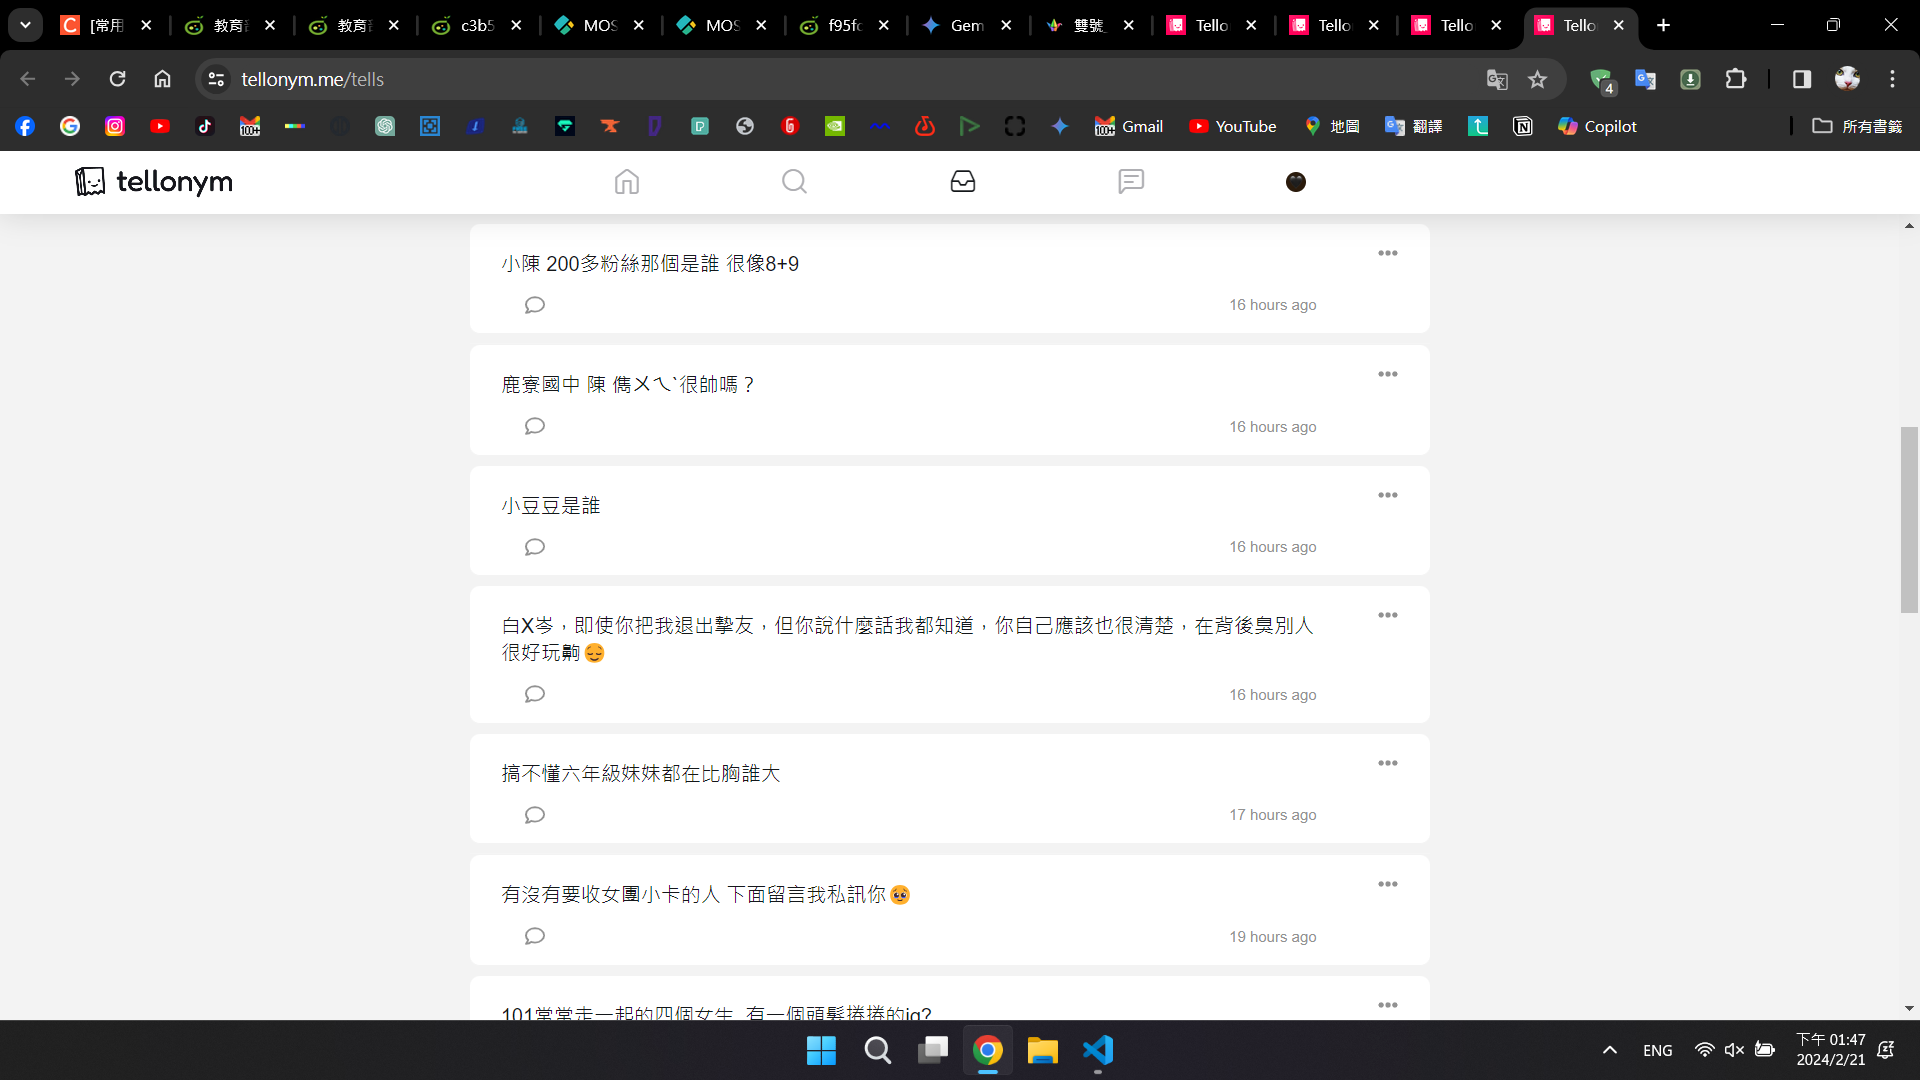 [常用
教育部
教育部
c3b5
MOS
MOS
f95fc
Gem
雙號_
Tello
Tello
Tello
Tello
tellonym.me/tells
4
Gmail
YouTube
地圖
翻譯
Copilot
所有書籤
tellonym
小陳 200多粉絲那個是誰 很像8+9
16 hours ago
鹿寮國中 陳 儁ㄨㄟˋ很帥嗎？
16 hours ago
小豆豆是誰
16 hours ago
白X岑，即使你把我退出摯友，但你說什麼話我都知道，你自己應該也很清楚，在背後臭別人
很好玩齁😌
16 hours ago
搞不懂六年級妹妹都在比胸誰大
17 hours ago
有沒有要收女團小卡的人 下面留言我私訊你🥺
19 hours ago
101常常走一起的四個女生 有一個頭髮捲捲的ig?
ENG
下午 01:47
2024/2/21